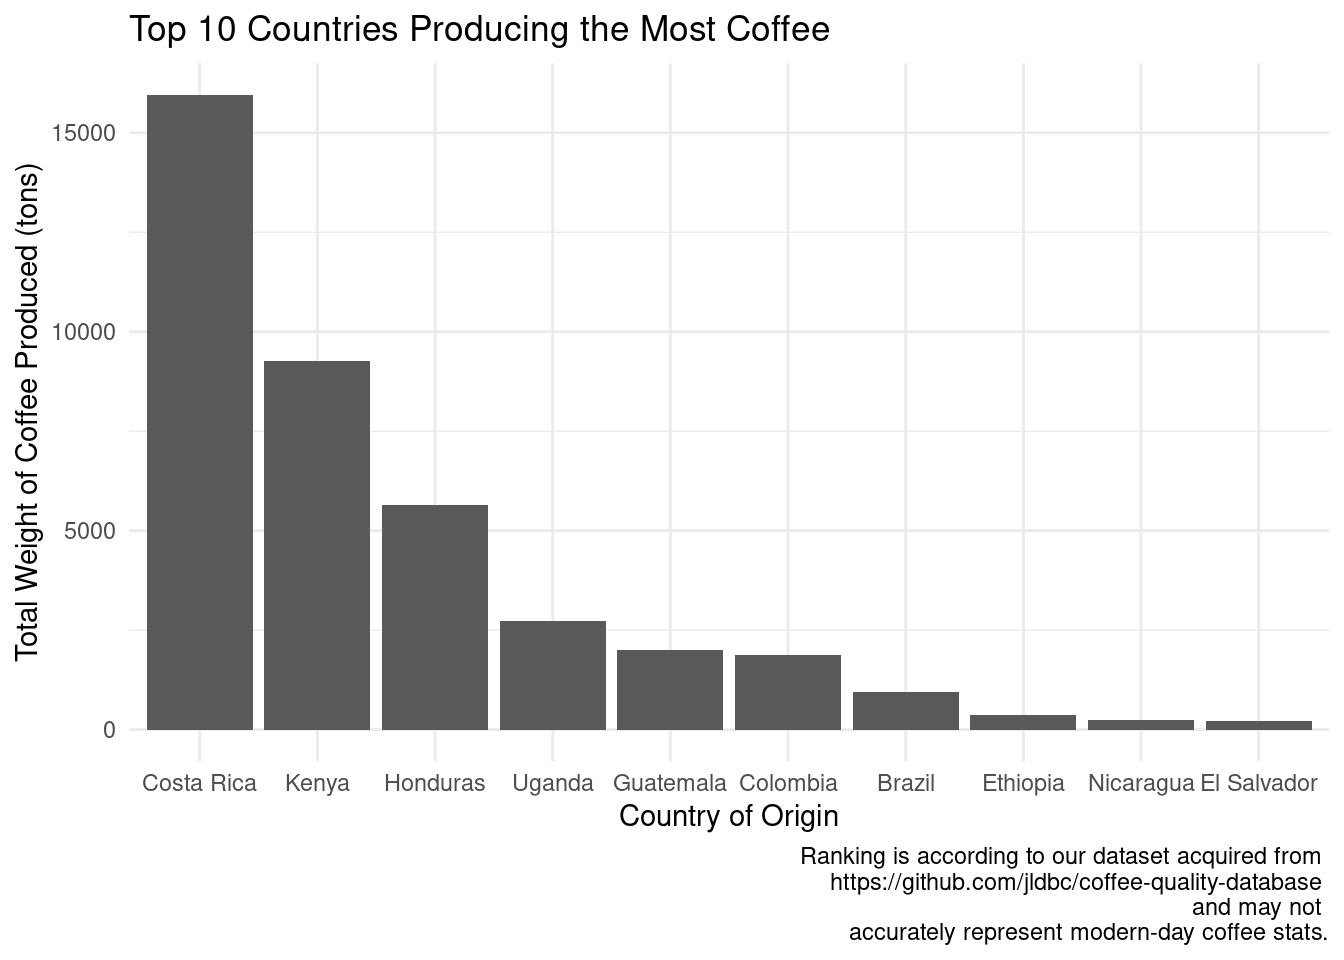 Top 10 Countries Producing the Most Coffee
Total Weight of Coffee Produced (tons)
15000
10000
5000
0
Costa Rica
Kenya
Honduras
Uganda
Guatemala
Colombia
Brazil
Ethiopia
Nicaragua
El Salvador
Country of Origin
Ranking is according to our dataset acquired from
https://github.com/jldbc/coffee-quality-database
and may not
accurately represent modern-day coffee stats.